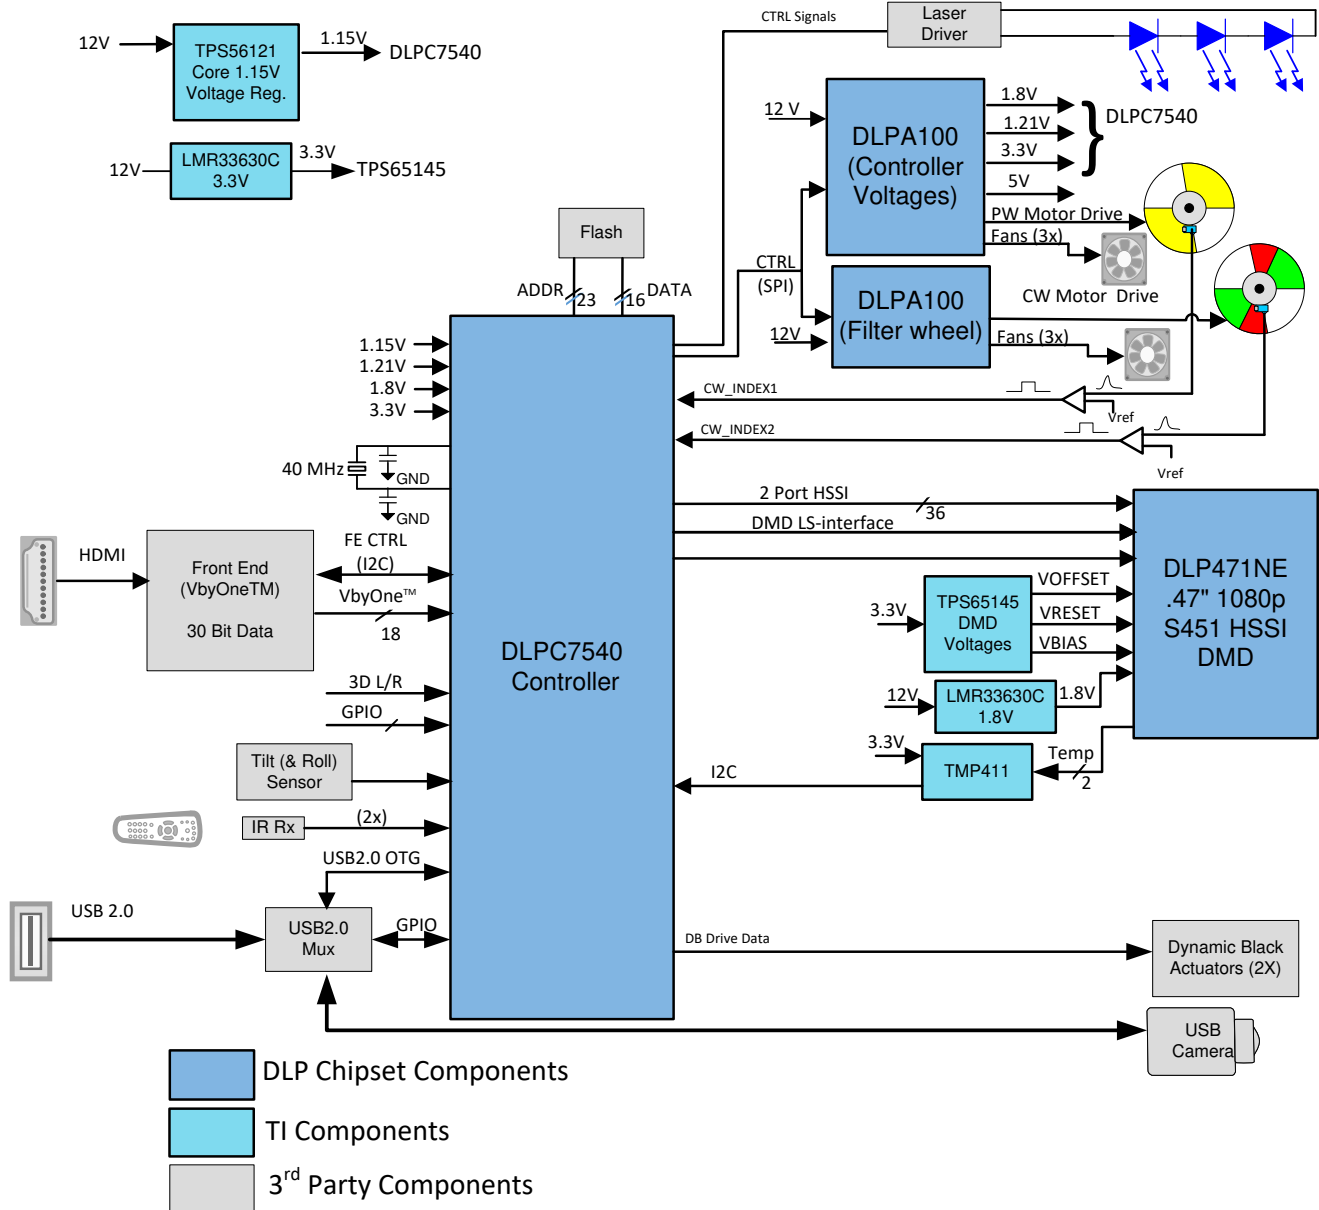 12V
TPS56121
Core 1.15V
Voltage Reg.
1.15V
DLPC7540
12V
LMR33630C
3.3V
3.3V
TPS65145
CTRL Signals
Laser
Driver
12 V
DLPA100
(Controller
Voltages)
1.8V
1.21V
3.3V
5V
DLPC7540
PW Motor Drive
Fans (3x)
CTRL
(SPI)
12V
DLPA100
(Filter wheel)
CW Motor Drive
Fans (3x)
Flash
ADDR
23
16
DATA
1.15V
1.21V
1.8V
3.3V
40 MHz
GND
GND
CW_INDEX1
Vref
CW_INDEX2
Vref
2 Port HSSI
36
DMD LS-interface
HDMI
Front End
(VbyOneTM)
30 Bit Data
FE CTRL
(I2C)
VbyOne™
18
DLPC7540
Controller
DLP471NE
.47" 1080p
S451 HSSI
DMD
3.3V
TPS65145
DMD
Voltages
VOFFSET
VRESET
VBIAS
12V
LMR33630C
1.8V
1.8V
3.3V
TMP411
Temp
2
I2C
3D L/R
GPIO
Tilt (& Roll)
Sensor
IR Rx
(2x)
USB2.0 OTG
USB 2.0
USB2.0
Mux
GPIO
DB Drive Data
Dynamic Black
Actuators (2X)
USB
Camera
DLP Chipset Components
TI Components
3rd Party Components